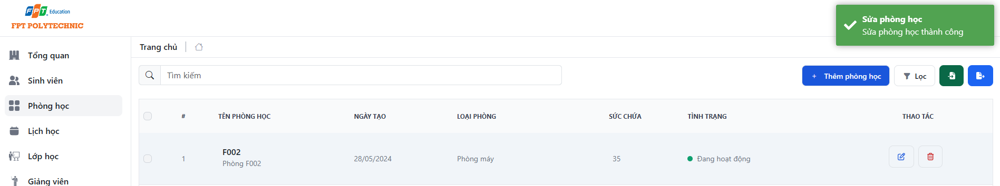 FPT Education
FPT POLYTECHNIC
Sửa phòng học
Sửa phòng học thành công
Tổng quan
Sinh viên
Phòng học
Lịch học
Lớp học
Giảng viên
Trang chủ
Tìm kiếm
+ Thêm phòng học
Lọc
# TÊN PHÒNG HỌC NGÀY TẠO LOẠI PHÒNG SỨC CHỨA TÌNH TRẠNG THAO TÁC
1 F002 28/05/2024 Phòng máy 35 Đang hoạt động
Phòng F002